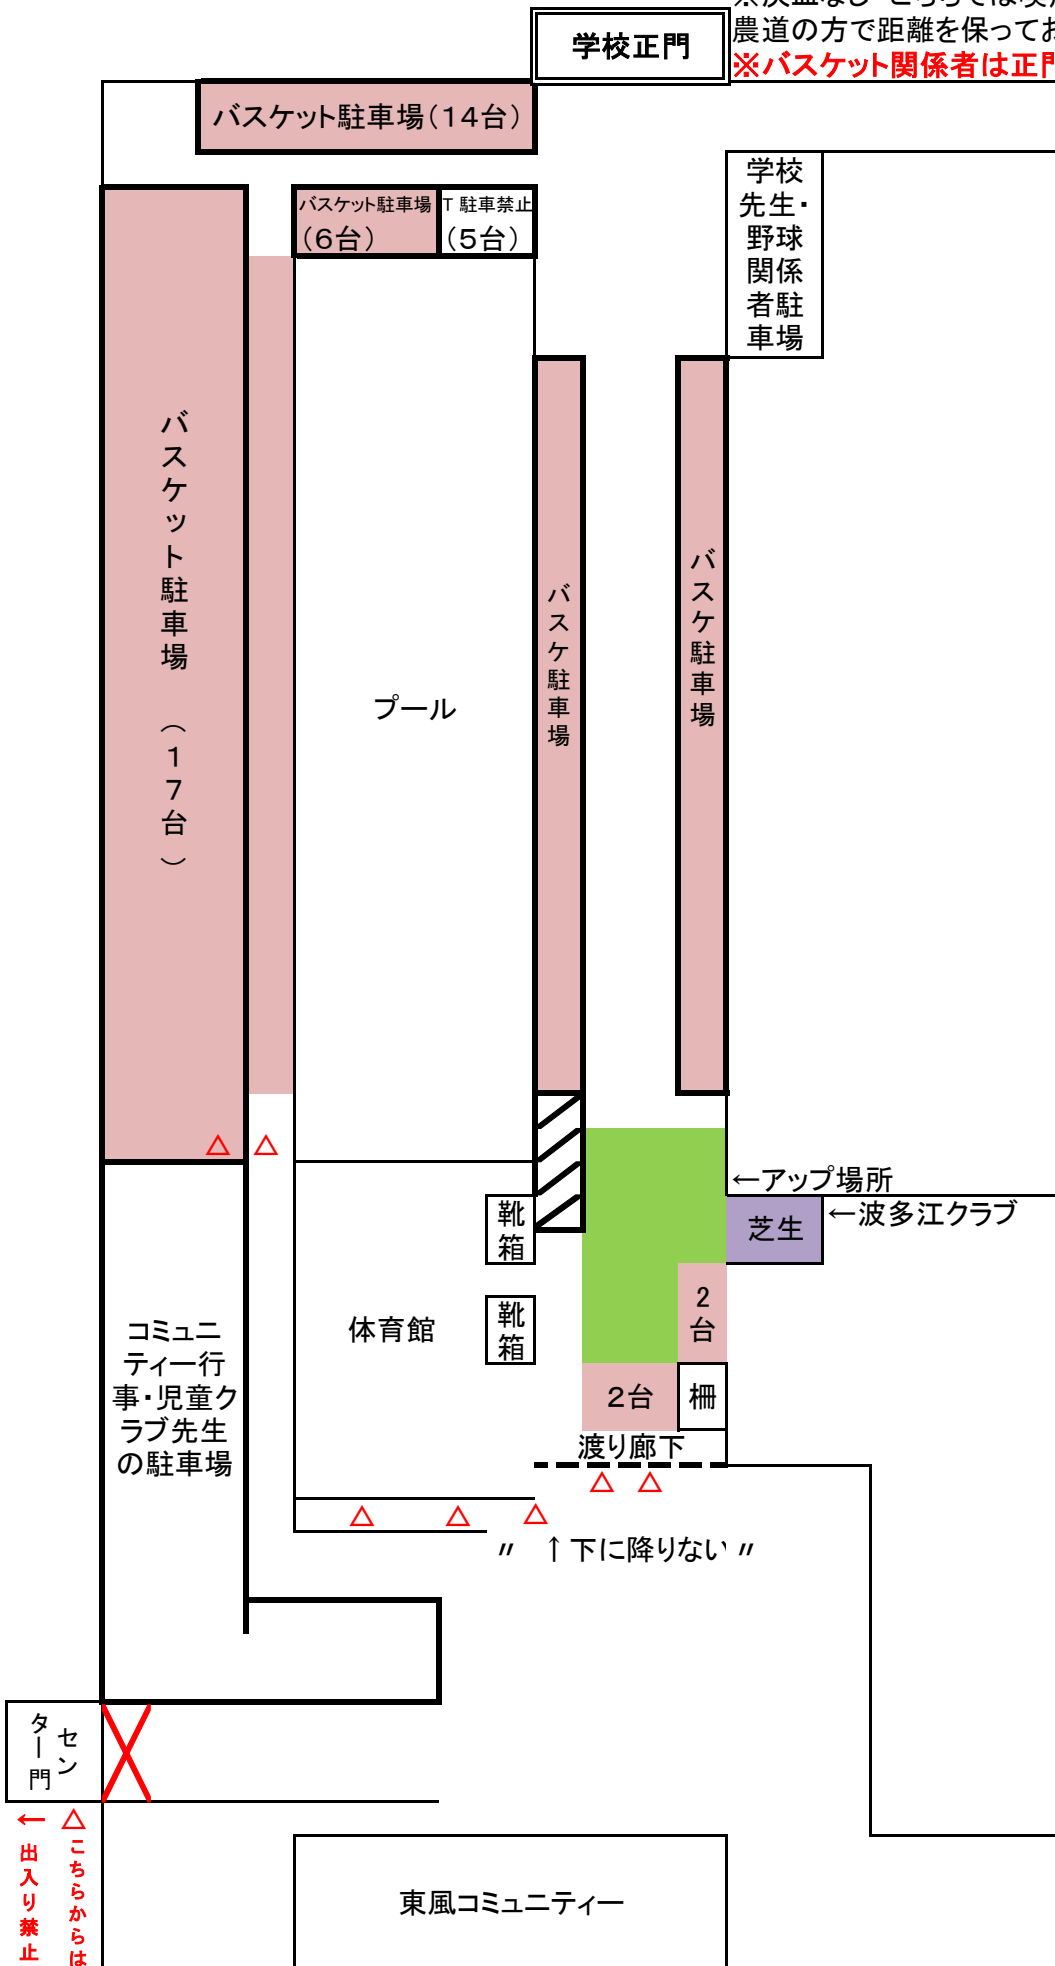 学校正門
農道の方で距離を保ってお
※バスケット関係者は正門
バスケット駐車場(14台)
バスケット駐車場
(6台)
T 駐車禁止
(5台)
学校
先生・
野球
関係
者駐
車場
バスケット駐車場 (17台)
プール
バスケ駐車場
バスケ駐車場
△ △
←アップ場所
芝生
←波多江クラブ
靴
箱
靴
箱
体育館
2
台
2台
柵
渡り廊下
△ △
△ △ △
〃 ↑下に降りない 〃
コミュニ
ティー行
事・児童ク
ラブ先生
の駐車場
セン
ター門
△こちらからは
←出入り禁止
東風コミュニティー